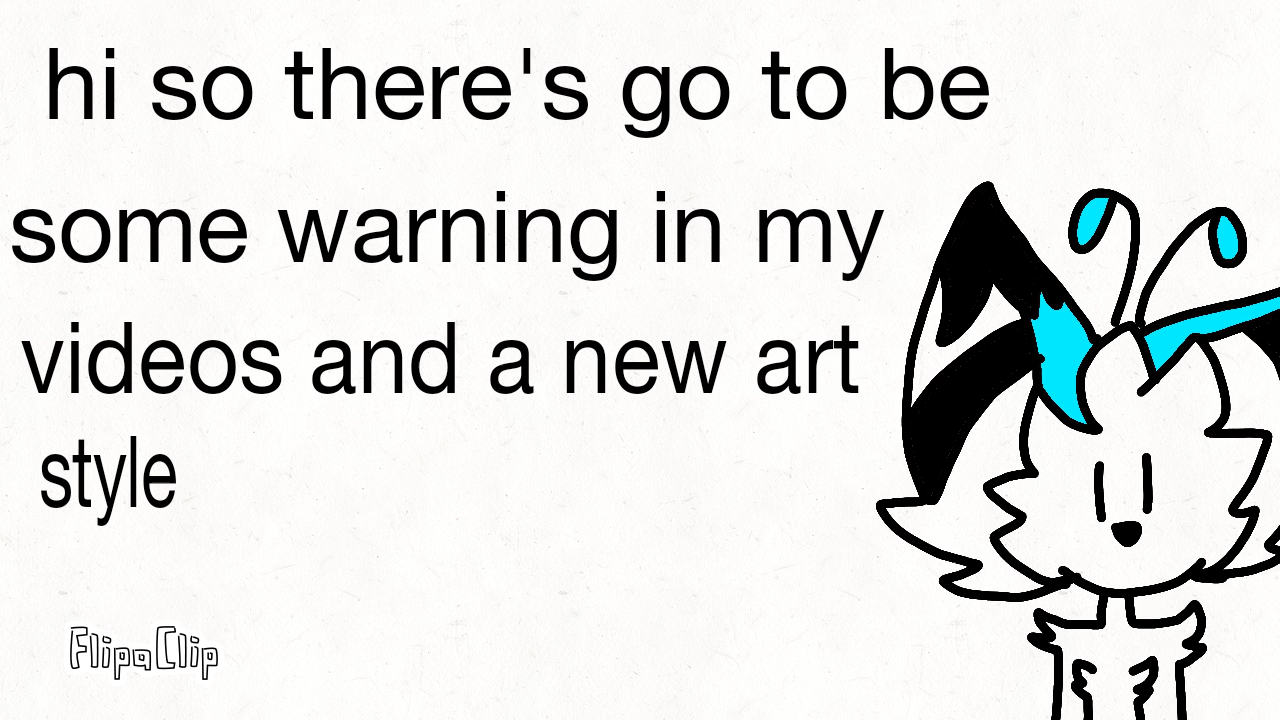 hi so there's go to be
some warning in my
videos and a new art
style
FlipaClip